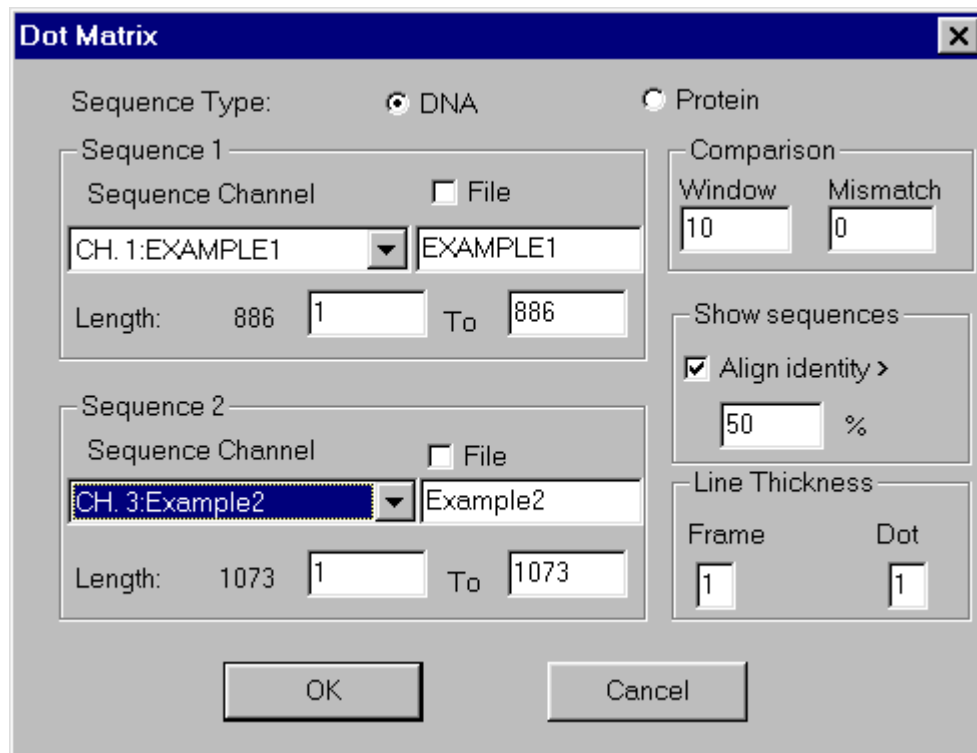 Dot Matrix
Sequence Type: DNA Protein
Sequence 1
Sequence Channel File
CH. 1:EXAMPLE1 EXAMPLE1
Length: 886 1 To 886
Sequence 2
Sequence Channel File
CH. 3:Example2 Example2
Length: 1073 1 To 1073
Comparison
Window Mismatch
10 0
Show sequences
Align identity >
50 %
Line Thickness
Frame Dot
1 1
OK Cancel